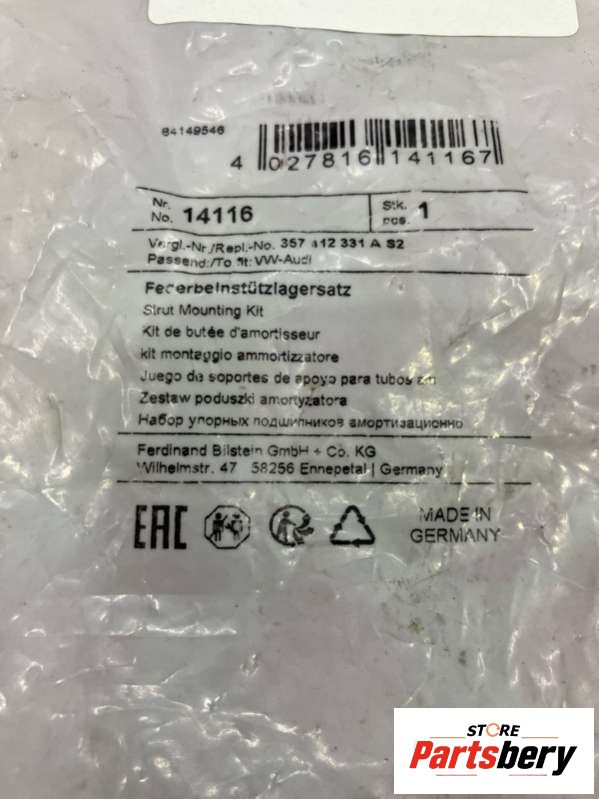 84149546
4 027816 141167
Nr.
No. 14116
Stk.
pcs. 1
Vergl.-Nr./Repl.-No. 357 412 331 A S2
Passend:/To fit: VW-Audi
Federbeinstützlagersatz
Strut Mounting Kit
Kit de butée d'amortisseur
kit montaggio ammortizzatore
Juego de soportes de apoyo para tubos am
Zestaw poduszki amortyzatora
Набор упорных подшипников амортизационно
Ferdinand Bilstein GmbH + Co. KG
Wilhelmstr. 47 58256 Ennepetal | Germany
EAC
MADE IN
GERMANY
STORE
Partsbery